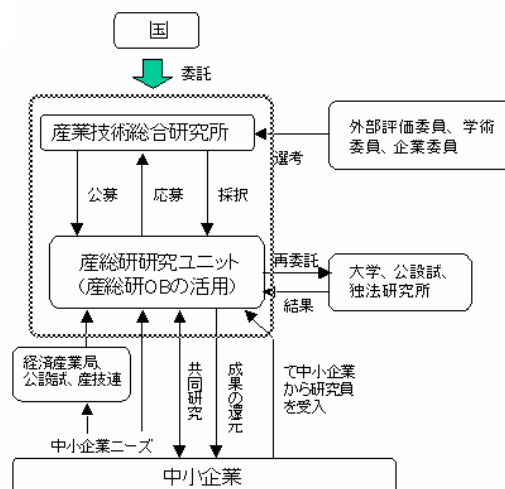 国
委託
産業技術総合研究所
外部評価委員、学術
委員、企業委員
選考
公募
応募
採択
産総研研究ユニット
(産総研OBの活用)
再委託
結果
大学、公設試、
独法研究所
経済産業局、
公設試、産技連
中小企業ニーズ
共同研究
成果の還元
で中小企業
から研究員
を受入
中小企業